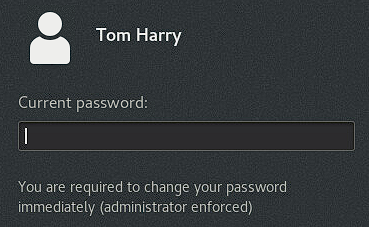 Tom Harry
Current password:
You are required to change your password
immediately (administrator enforced)